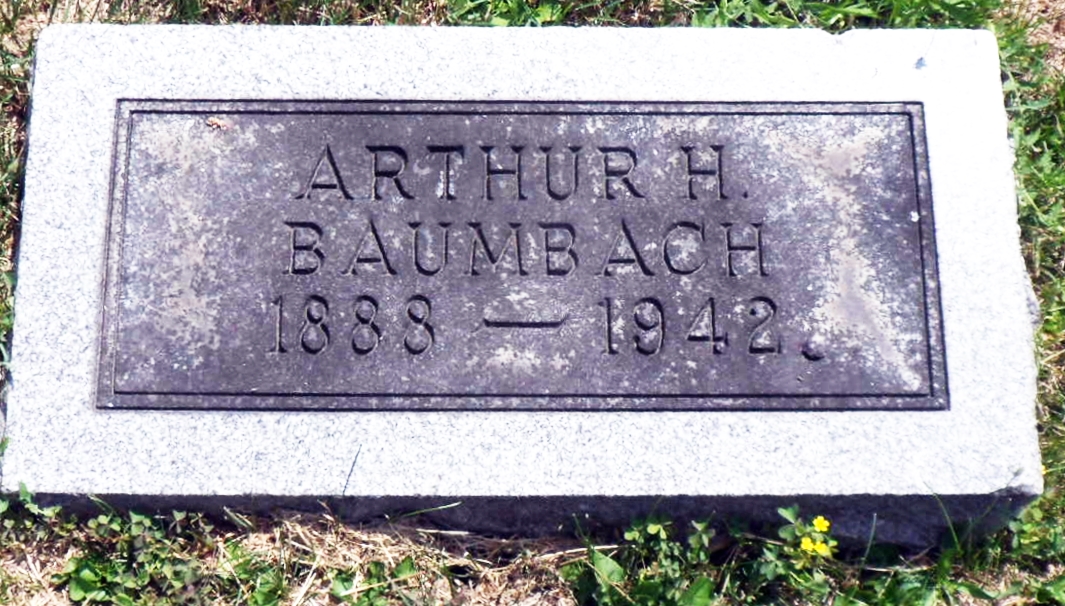 ARTHUR H.
BAUMBACH
1888 — 1942